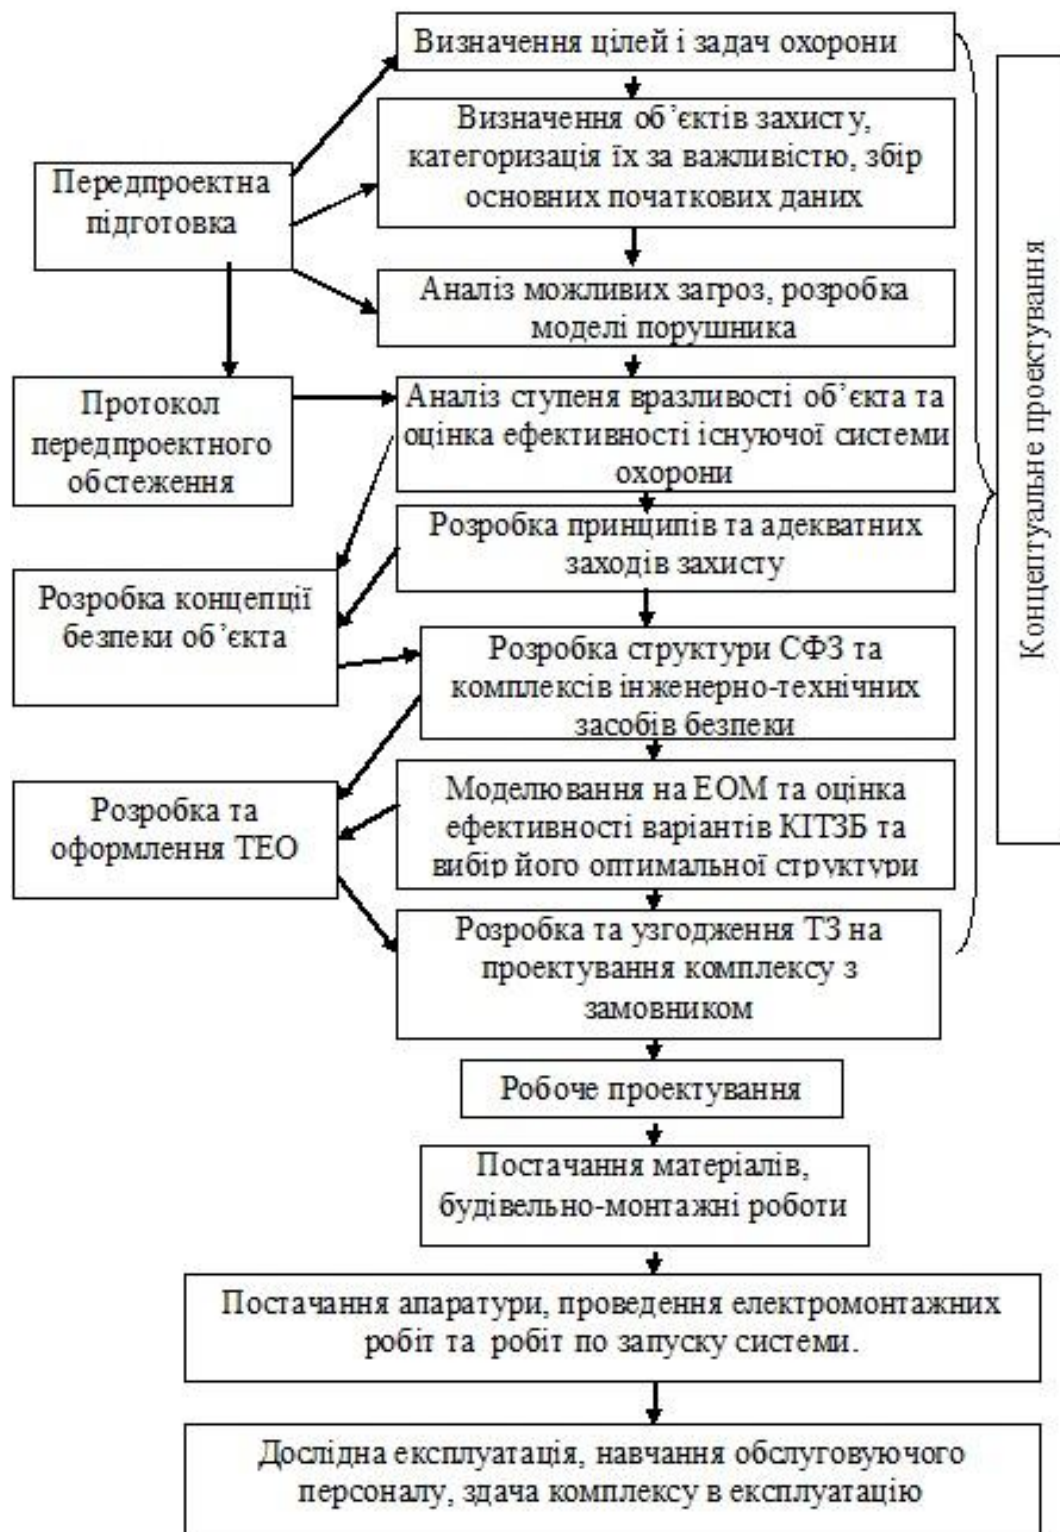 Визначення цілей і задач охорони
Визначення об’єктів захисту,
категоризація їх за важливістю, збір
основних початкових даних
Передпроектна
підготовка
Аналіз можливих загроз, розробка
моделі порушника
Протокол
передпроектного
обстеження
Аналіз ступеня вразливості об’єкта та
оцінка ефективності існуючої системи
охорони
Розробка принципів та адекватних
заходів захисту
Розробка концепції
безпеки об’єкта
Розробка структури СФЗ та
комплексів інженерно-технічних
засобів безпеки
Розробка та
оформлення ТЕО
Моделювання на ЕОМ та оцінка
ефективності варіантів КІТЗБ та
вибір його оптимальної структури
Розробка та узгодження ТЗ на
проектування комплексу з
замовником
Робоче проектування
Постачання матеріалів,
будівельно-монтажні роботи
Постачання апаратури, проведення електромонтажних
робіт та робіт по запуску системи.
Дослідна експлуатація, навчання обслуговуючого
персоналу, здача комплексу в експлуатацію
Концептуальне проектування